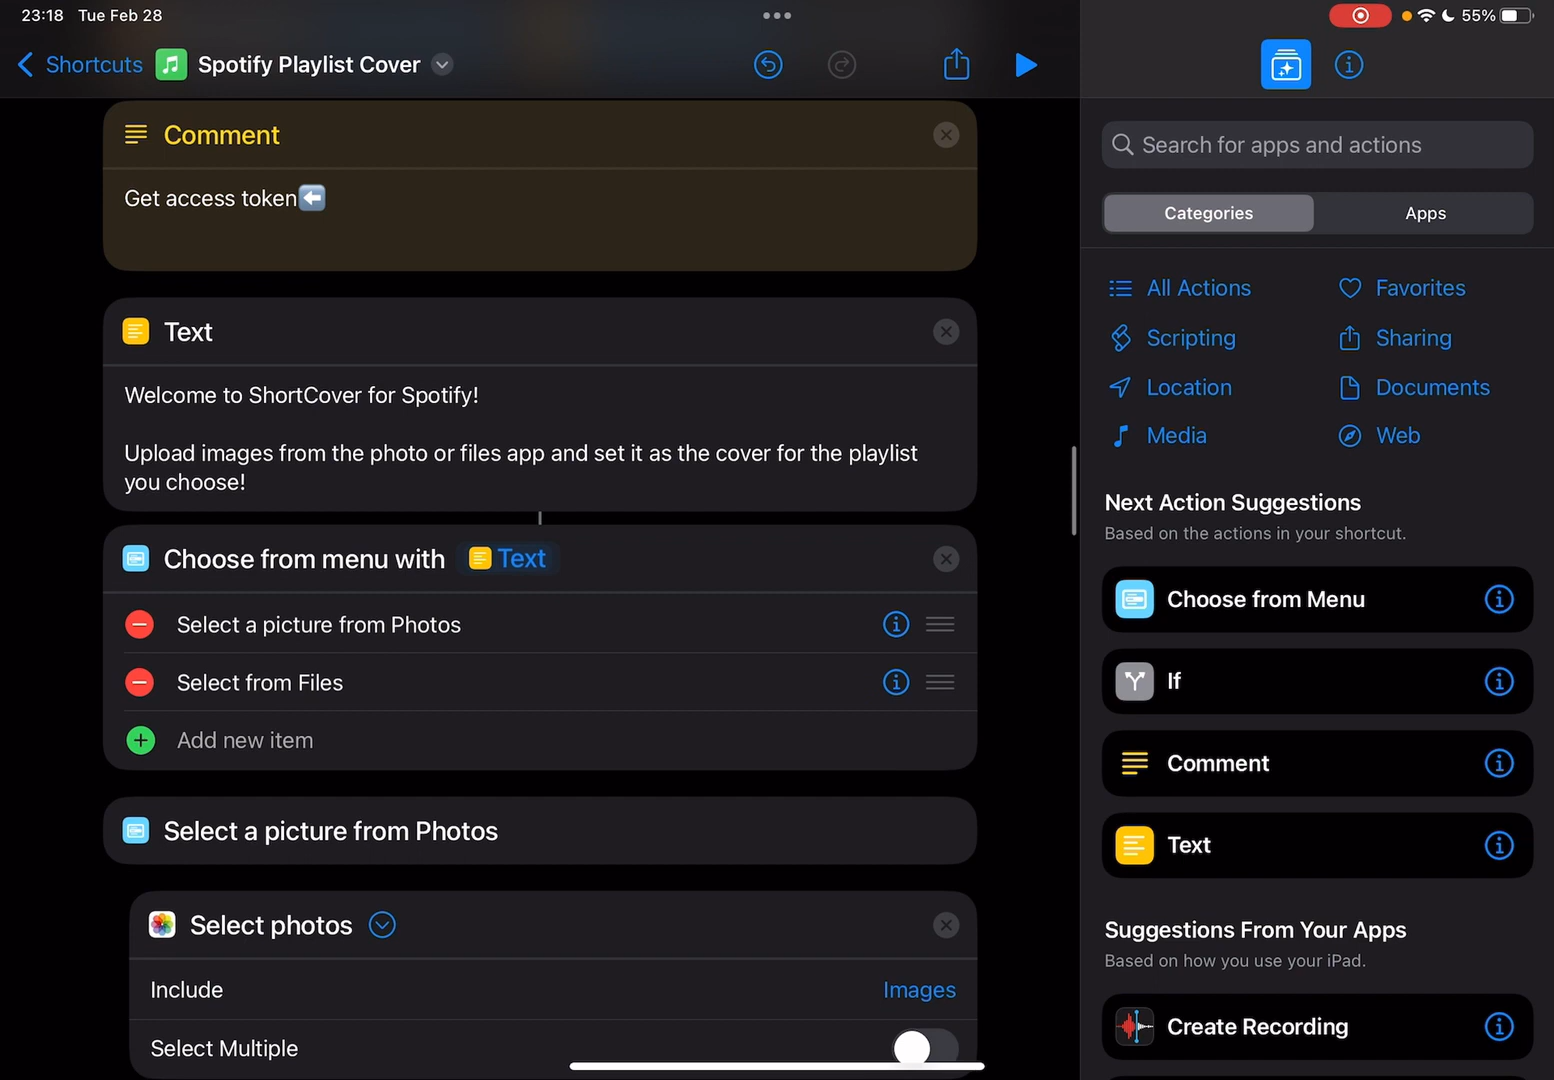 23:18 Tue Feb 28
55%
Shortcuts
Spotify Playlist Cover
Comment
Get access token⬅️
Text
Welcome to ShortCover for Spotify!
Upload images from the photo or files app and set it as the cover for the playlist
you choose!
Choose from menu with Text
Select a picture from Photos
Select from Files
Add new item
Select a picture from Photos
Select photos
Include Images
Select Multiple
Search for apps and actions
Categories Apps
All Actions Favorites
Scripting Sharing
Location Documents
Media Web
Next Action Suggestions
Based on the actions in your shortcut.
Choose from Menu
If
Comment
Text
Suggestions From Your Apps
Based on how you use your iPad.
Create Recording